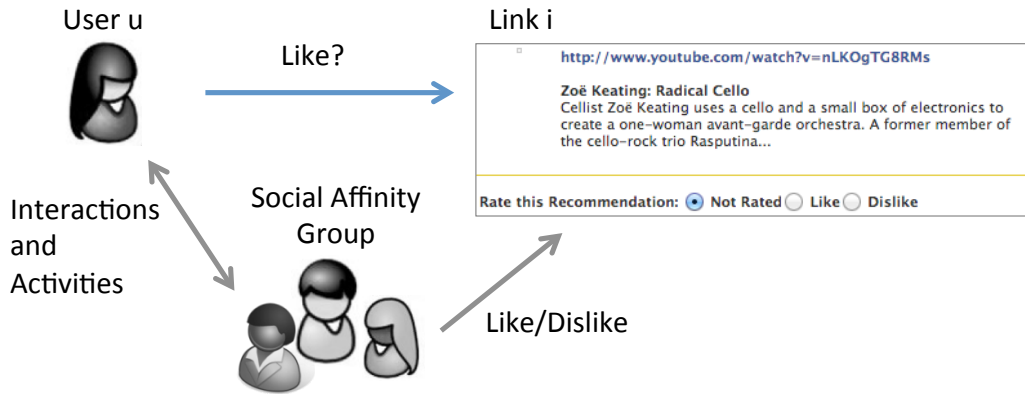 User u
Link i
Like?
http://www.youtube.com/watch?v=nLKOgTG8RMs
Zoë Keating: Radical Cello
Cellist Zoë Keating uses a cello and a small box of electronics to
create a one-woman avant-garde orchestra. A former member of
the cello-rock trio Rasputina...
Rate this Recommendation: Not Rated Like Dislike
Interactions
and
Activities
Social Affinity
Group
Like/Dislike